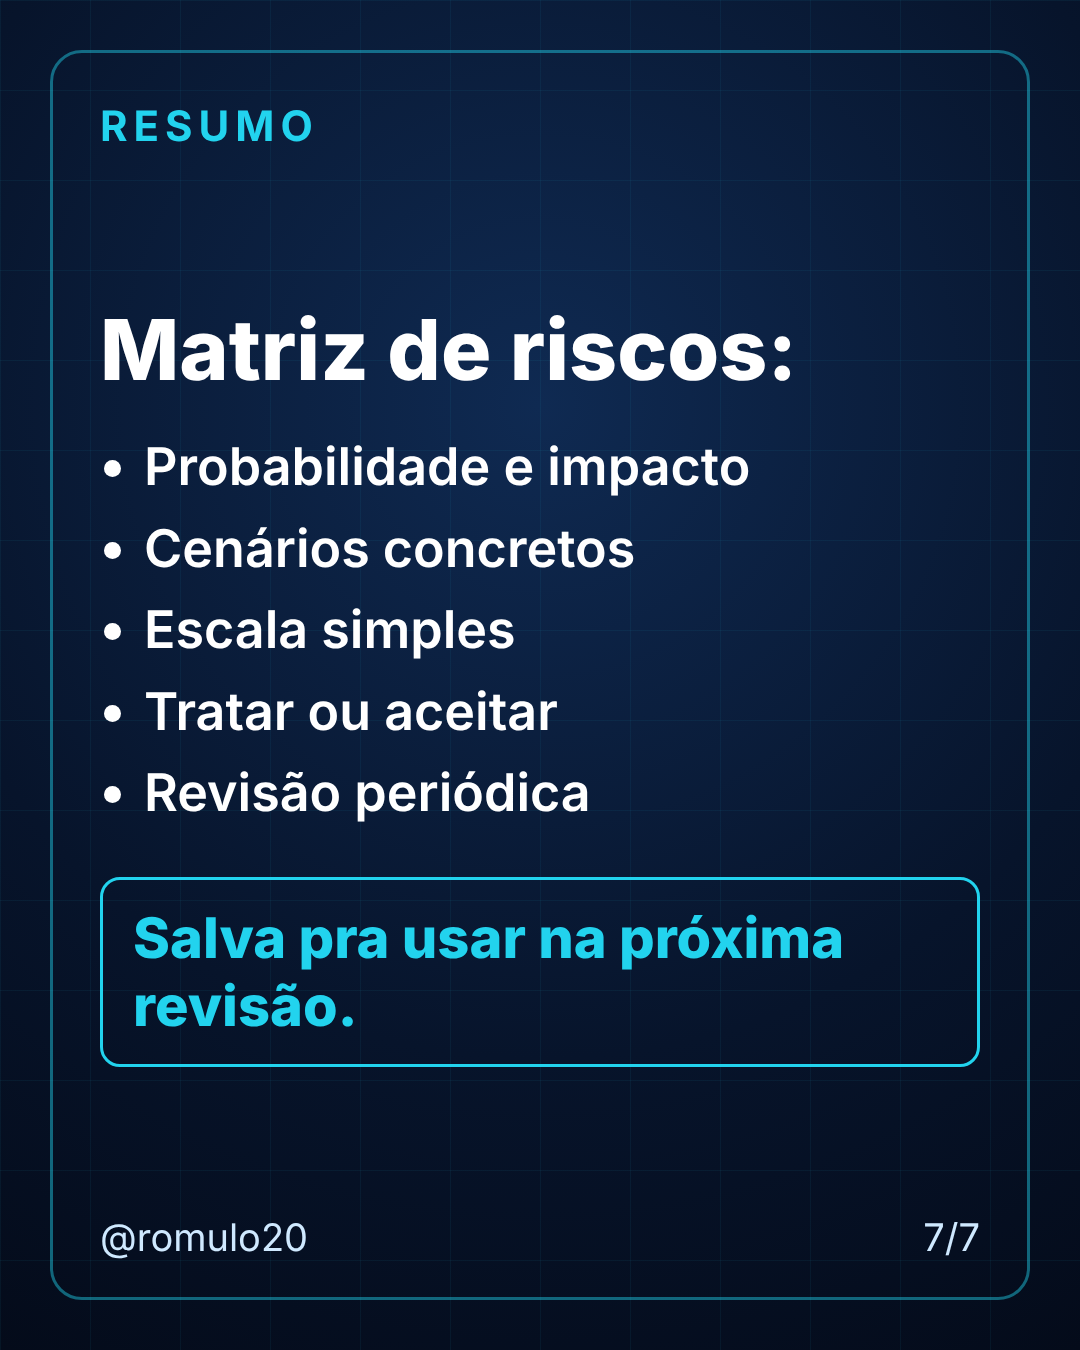 RESUMO
Matriz de riscos:
• Probabilidade e impacto
• Cenários concretos
• Escala simples
• Tratar ou aceitar
• Revisão periódica
Salva pra usar na próxima
revisão.
@romulo20
7/7